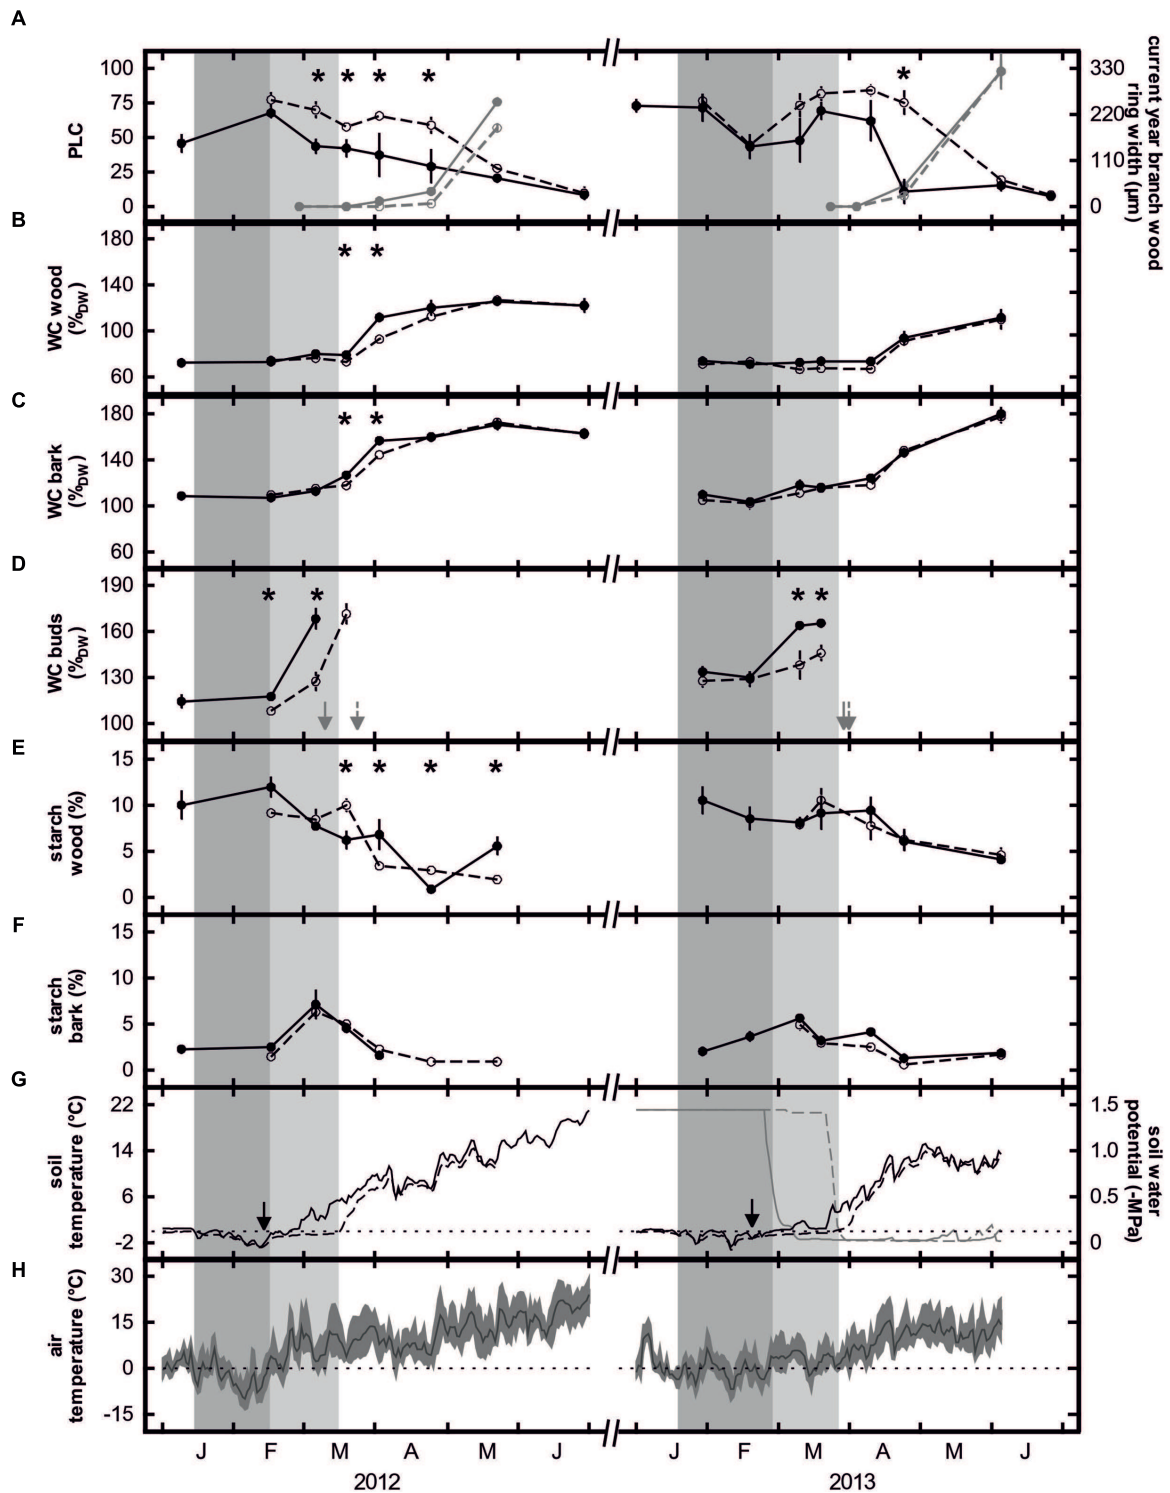 A
100
75
50
25
0
PLC
* * * *
*
330
220
110
0
current year branch wood
ring width (µm)
B
180
140
100
60
WC wood
(%DW)
* *
C
180
140
100
60
WC bark
(%DW)
* *
D
190
160
130
100
WC buds
(%DW)
* *
* *
E
15
10
5
0
starch
wood (%)
* * * *
F
15
10
5
0
starch
bark (%)
G
22
14
6
-2
soil
temperature (°C)
1.5
1.0
0.5
0
soil water
potential (-MPa)
H
30
15
0
-15
air
temperature (°C)
J F M A M J
J F M A M J
2012
2013